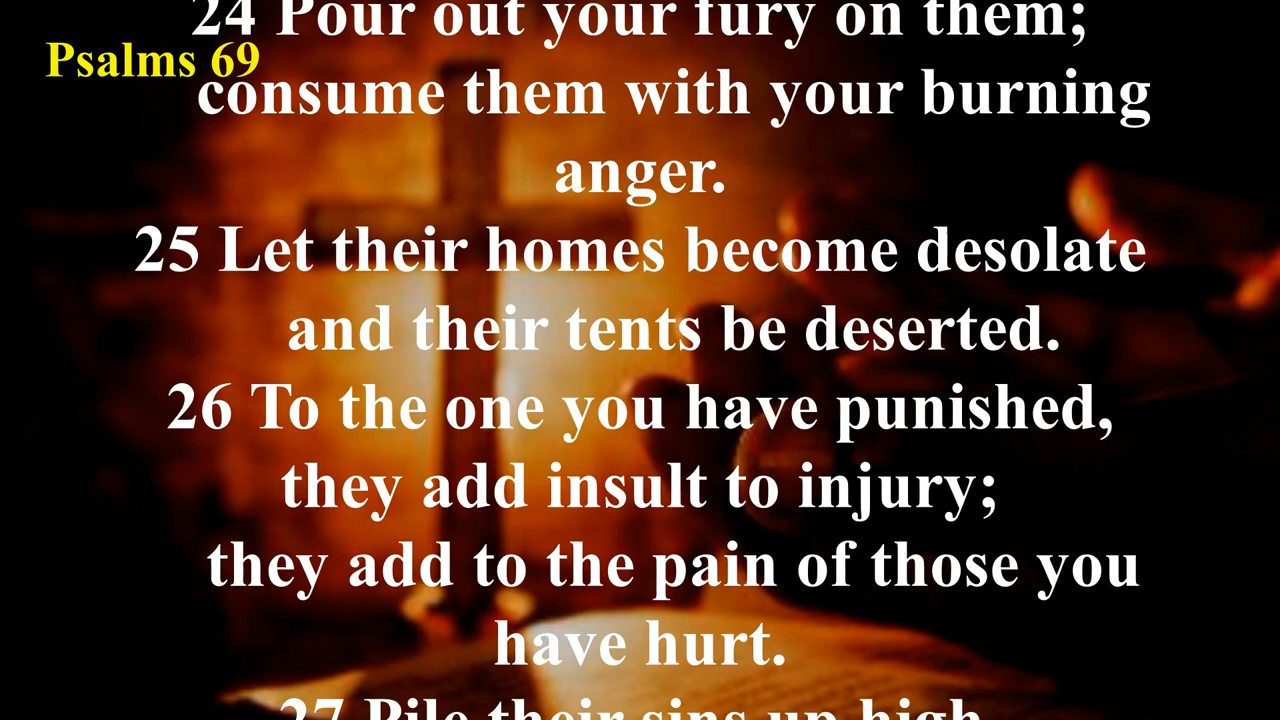 24 Pour out your fury on them;
Psalms 69
consume them with your burning
anger.
25 Let their homes become desolate
and their tents be deserted.
26 To the one you have punished,
they add insult to injury;
they add to the pain of those you
have hurt.
27 Pile their sins up high